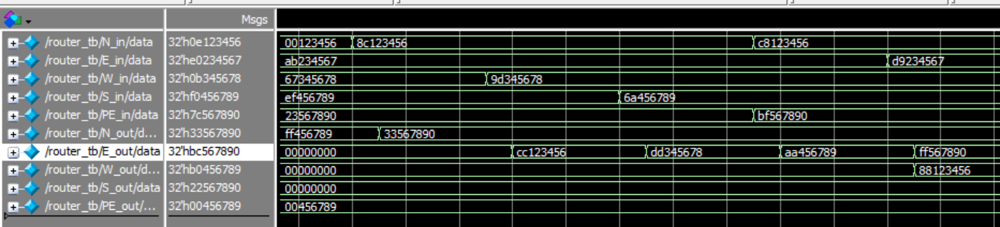 Msgs
/router_tb/N_in/data 32'h0e123456 00123456 8c123456 c8123456
/router_tb/E_in/data 32'he0234567 ab234567 d9234567
/router_tb/W_in/data 32'h0b345678 67345678 9d345678
/router_tb/S_in/data 32'hf0456789 ef456789 6a456789
/router_tb/PE_in/data 32'h7c567890 23567890 bf567890
/router_tb/N_out/d... 32'h33567890 ff456789 33567890
/router_tb/E_out/data 32'hbc567890 00000000 cc123456 dd345678 aa456789 ff567890
/router_tb/W_out/d... 32'hb0456789 00000000 88123456
/router_tb/S_out/data 32'h22567890 00000000
/router_tb/PE_out/... 32'h00456789 00456789